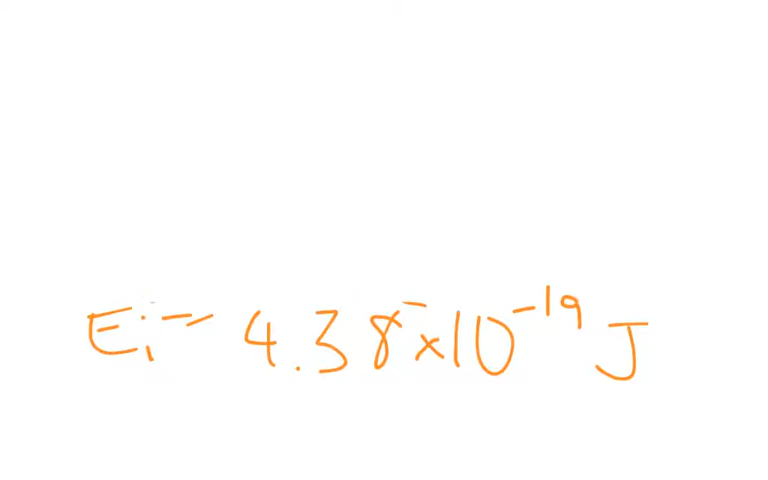 Ei = 4.38 × 10⁻¹⁹ J